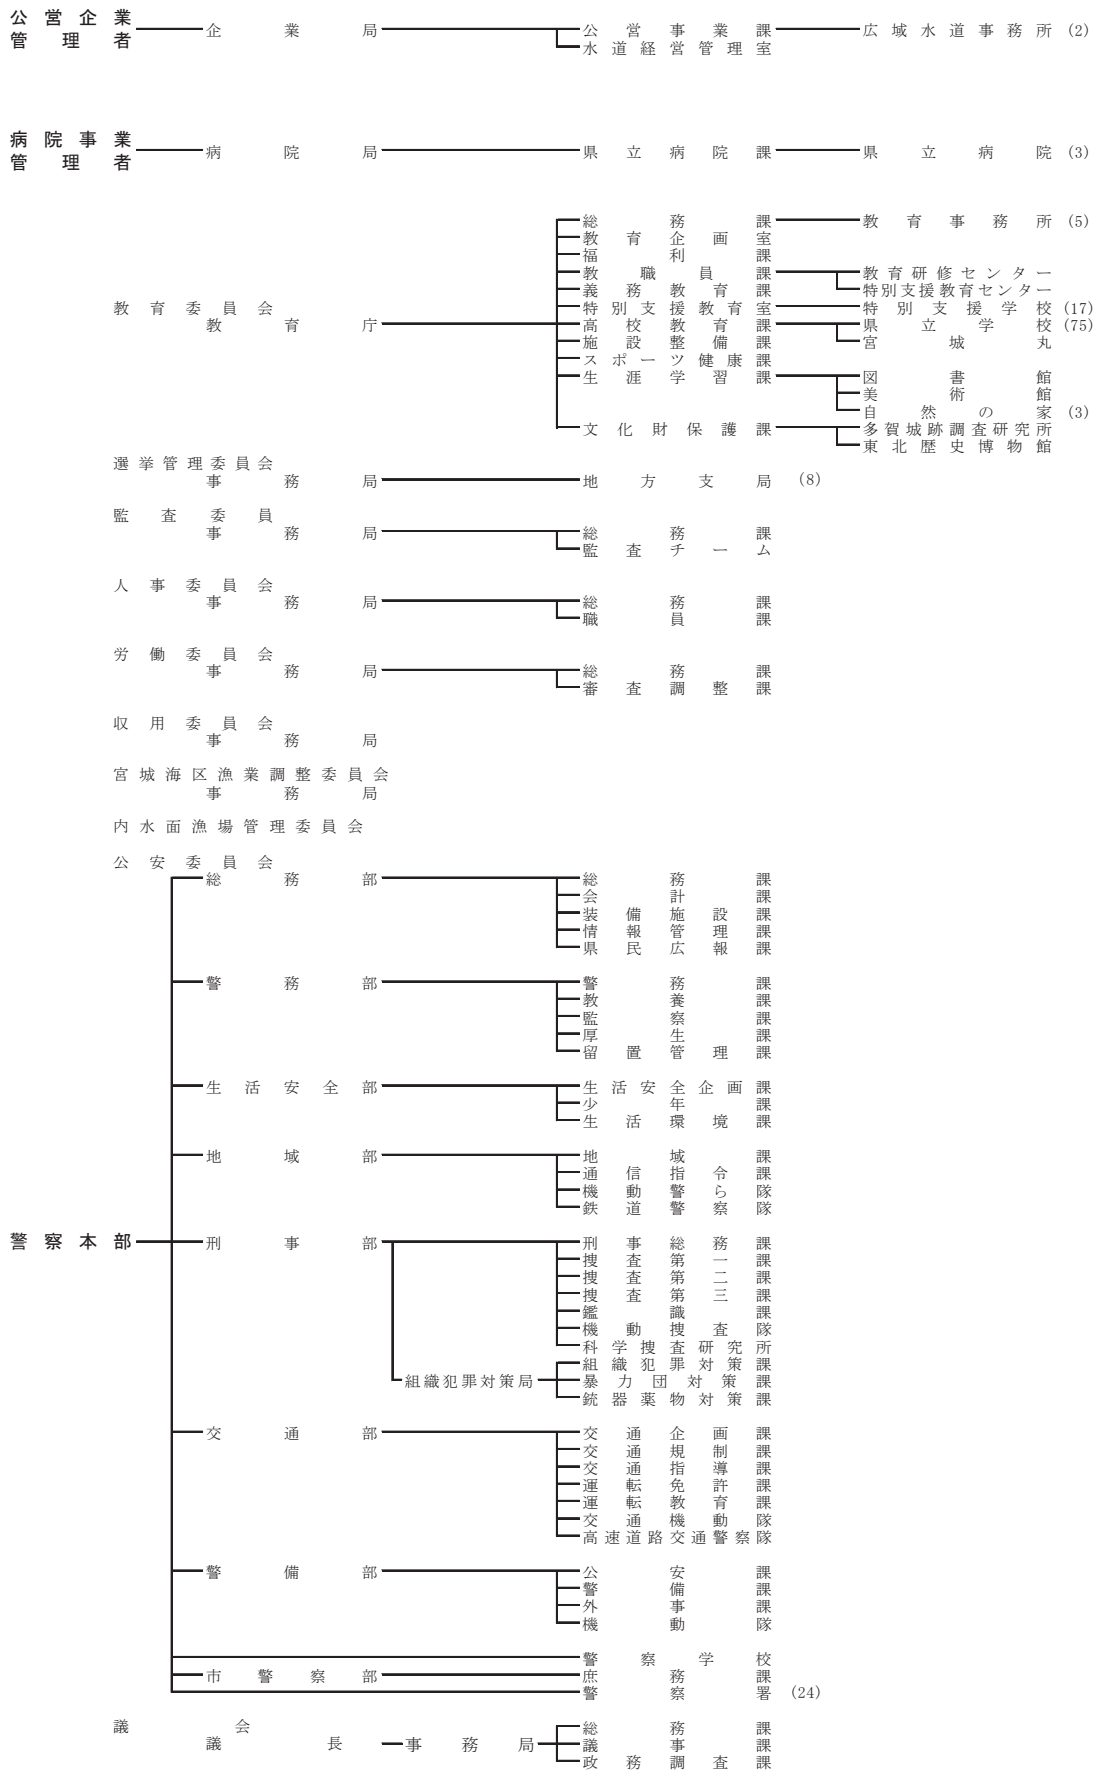 公営企業
管理者 企業局 公営事業課 広域水道事務所 (2)
水道経営管理室
病院事業
管理者 病院局 県立病院課 県立病院 (3)
総務課 教育事務所 (5)
教育企画室
福利課
教職員課 教育研修センター
義務教育課 特別支援教育センター
教育委員会 特別支援教育室 特別支援学校 (17)
教育庁 高校教育課 県立学校 (75)
施設整備課 宮城丸
スポーツ健康課
生涯学習課 図書館
美術館
自然の家 (3)
文化財保護課 多賀城跡調査研究所
東北歴史博物館
選挙管理委員会
事務局 地方支局 (8)
監査委員
事務局 総務課
監査チーム
人事委員会
事務局 総務課
職員課
労働委員会
事務局 総務課
審査調整課
収用委員会
事務局
宮城海区漁業調整委員会
事務局
内水面漁場管理委員会
公安委員会
総務部 総務課
会計課
装備施設課
情報管理課
県民広報課
警務部 警務課
教養課
監察課
厚生課
留置管理課
生活安全部 生活安全企画課
少年課
生活環境課
地域部 地域課
通信指令課
機動警ら隊
鉄道警察隊
警察本部 刑事部 刑事総務課
捜査第一課
捜査第二課
捜査第三課
鑑識課
機動捜査隊
科学捜査研究所
組織犯罪対策課
組織犯罪対策局 暴力団対策課
銃器薬物対策課
交通部 交通企画課
交通規制課
交通指導課
運転免許課
運転教育課
交通機動隊
高速道路交通警察隊
警備部 公安課
警備課
外事課
機動隊
警察学校
市警察部 庶務課
警察署 (24)
議会 総務課
議長 事務局 議事課
政務調査課